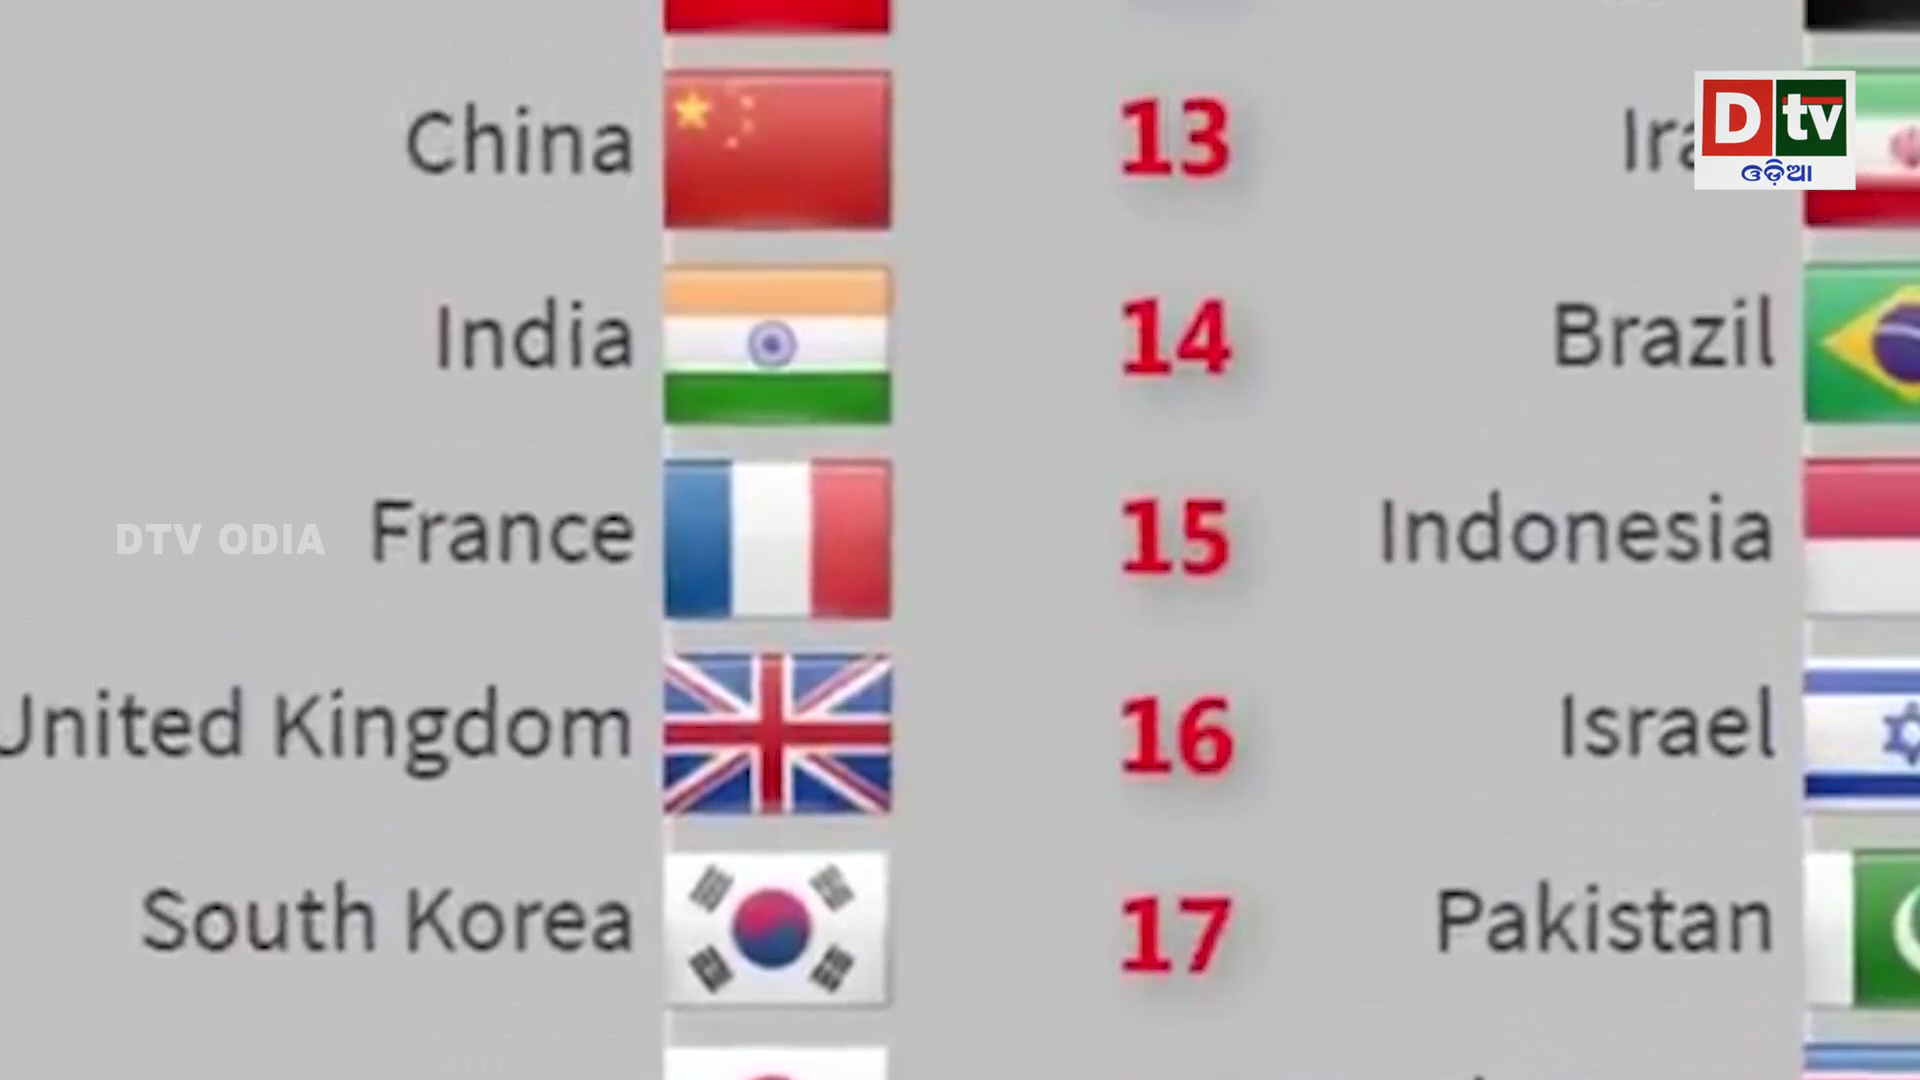 China 13
India 14 Brazil
DTV ODIA France 15 Indonesia
United Kingdom 16 Israel
South Korea 17 Pakistan
D tv
ଓଡ଼ିଆ